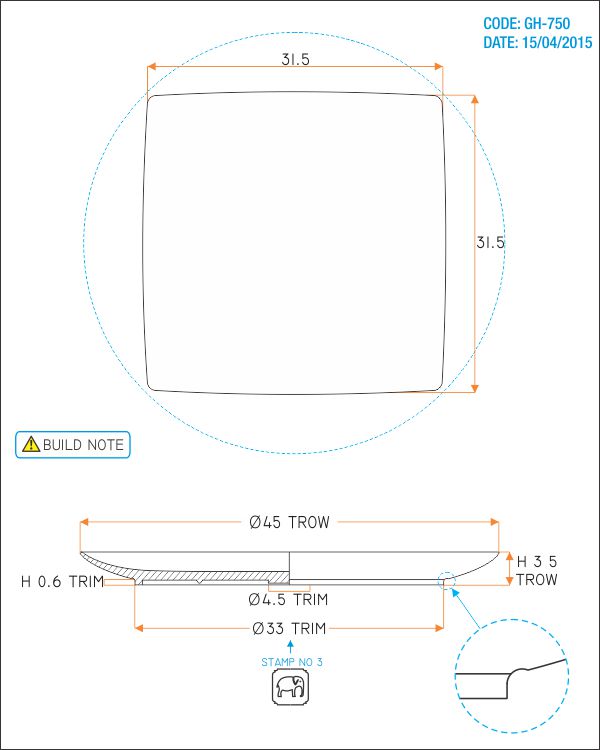 CODE: GH-750
DATE: 15/04/2015
31.5
31.5
BUILD NOTE
Ø45 TROW
H 3.5
TROW
H 0.6 TRIM
Ø4.5 TRIM
Ø33 TRIM
STAMP NO 3